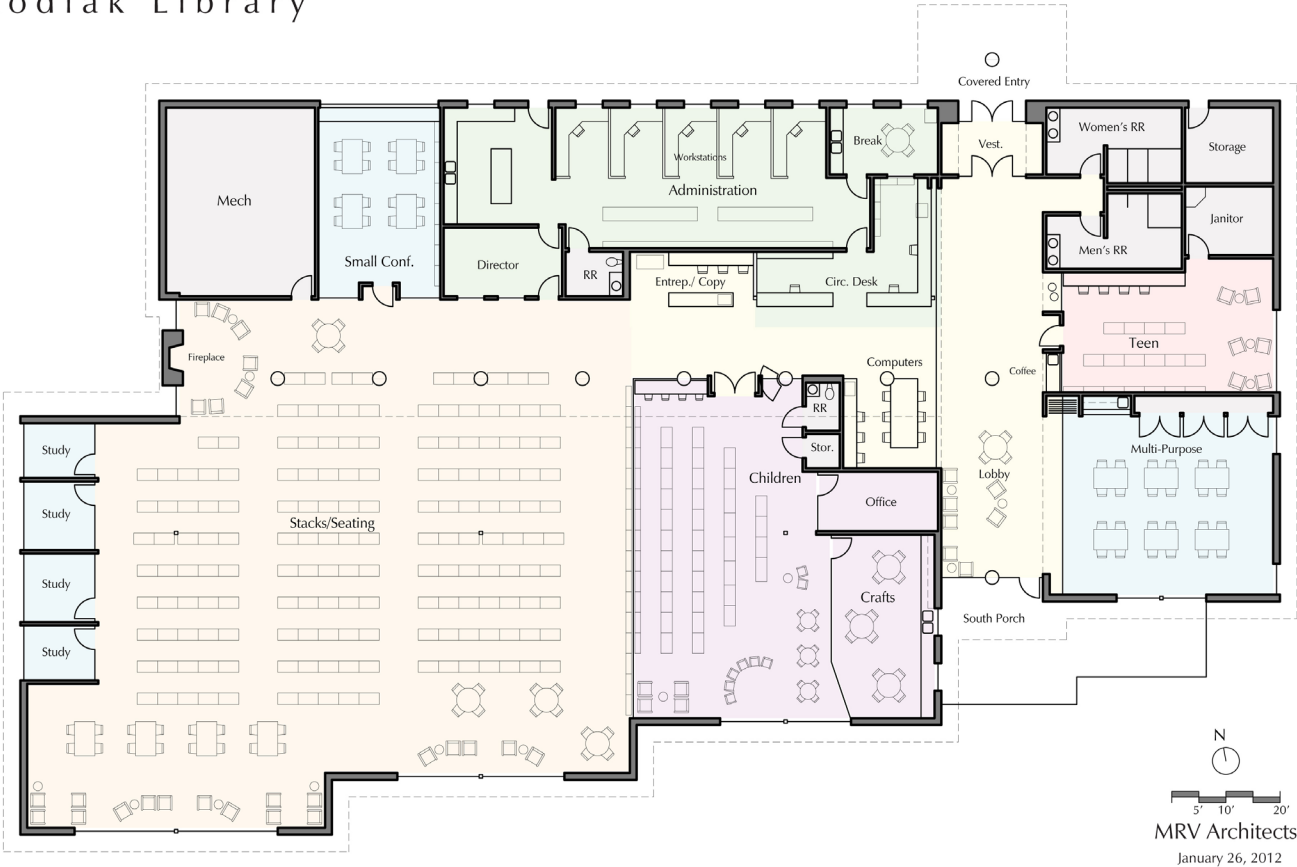 odiak Library
Covered Entry
Women's RR
Vest.
Storage
Break
Workstations
Administration
Mech
Janitor
Men's RR
Small Conf.
Director
RR
Entrep./ Copy
Circ. Desk
Teen
Fireplace
Computers
Coffee
RR
Stor.
Multi-Purpose
Study
Children
Lobby
Office
Study
Stacks/Seating
Study
Crafts
South Porch
Study
N
5' 10' 20'
MRV Architects
January 26, 2012